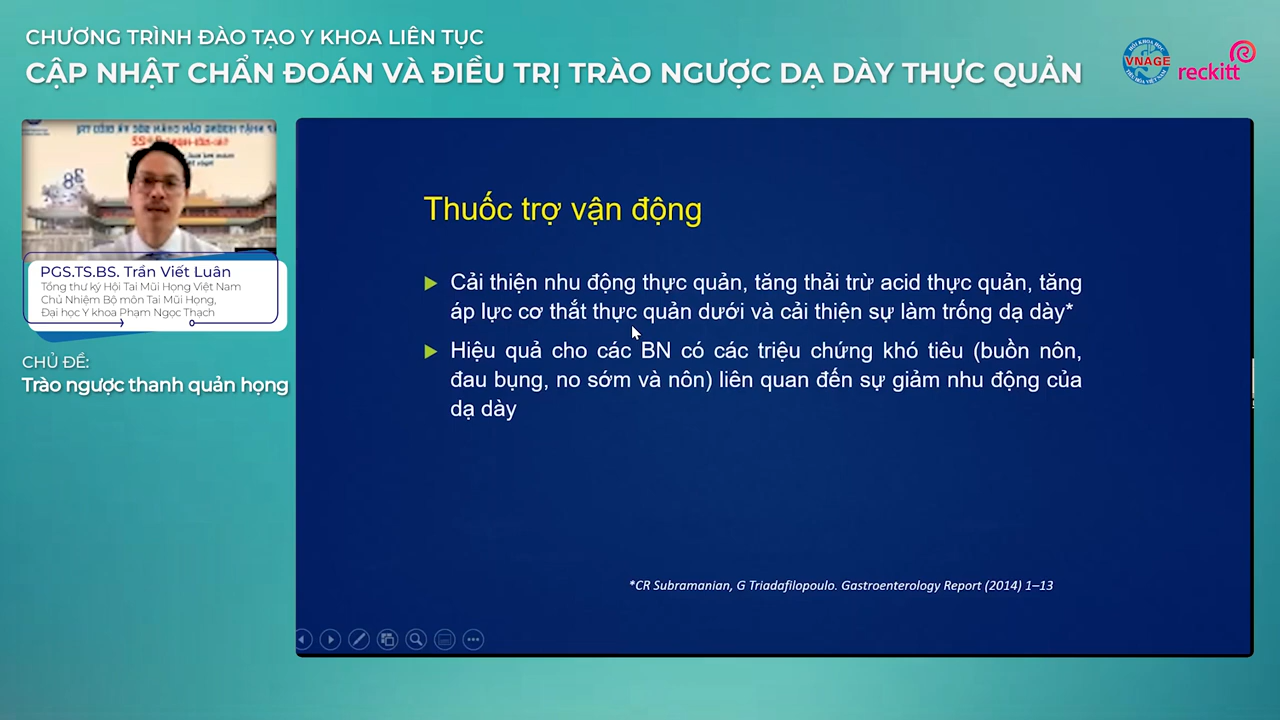 CHƯƠNG TRÌNH ĐÀO TẠO Y KHOA LIÊN TỤC
CẬP NHẬT CHẨN ĐOÁN VÀ ĐIỀU TRỊ TRÀO NGƯỢC DẠ DÀY THỰC QUẢN
VNAGE
reckitt
PGS.TS.BS. Trần Viết Luân
Tổng thư ký Hội Tai Mũi Họng Việt Nam
Chủ Nhiệm Bộ môn Tai Mũi Họng,
Đại học Y khoa Phạm Ngọc Thạch
CHỦ ĐỀ:
Trào ngược thanh quản họng
Thuốc trợ vận động
Cải thiện nhu động thực quản, tăng thải trừ acid thực quản, tăng
áp lực cơ thắt thực quản dưới và cải thiện sự làm trống dạ dày*
Hiệu quả cho các BN có các triệu chứng khó tiêu (buồn nôn,
đau bụng, no sớm và nôn) liên quan đến sự giảm nhu động của
dạ dày
*CR Subramanian, G Triadafilopoulo. Gastroenterology Report (2014) 1–13